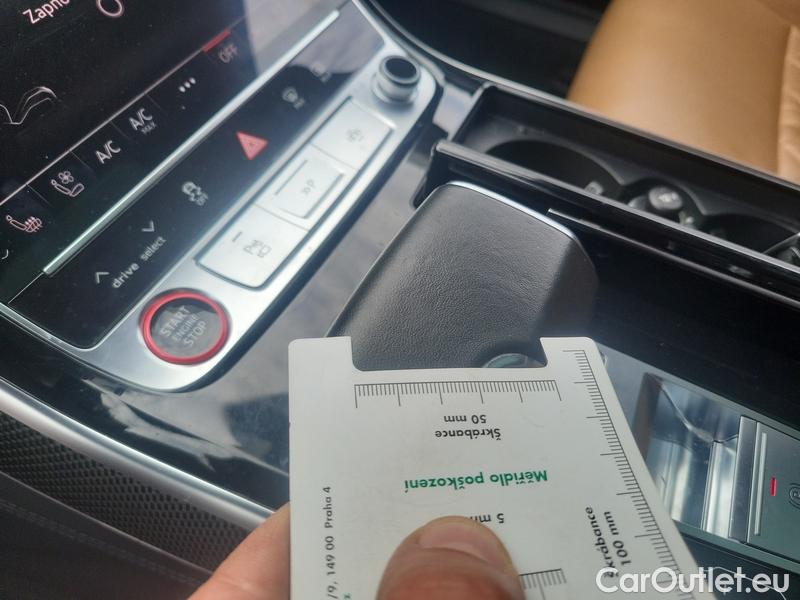 Zapno
OFF
A/C
MAX
A/C
OFF
drive select
P
START
ENGINE
STOP
50 mm
Škrábance
Měřidlo poškození
5 m
Škrábance
100 mm
/9, 149 00 Praha 4
CarOutlet.eu